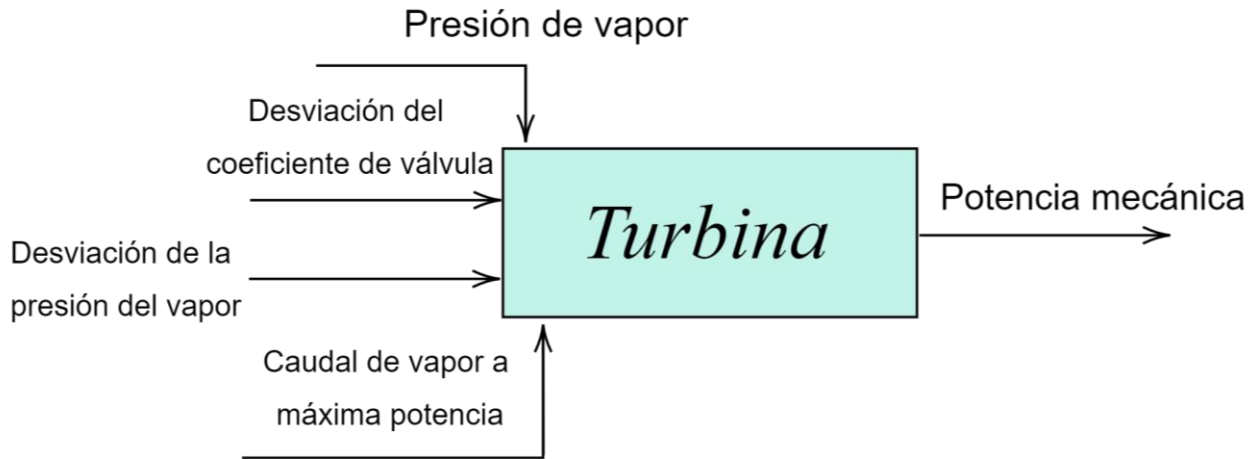 Presión de vapor
Desviación del
coeficiente de válvula
Turbina
Potencia mecánica
Desviación de la
presión del vapor
Caudal de vapor a
máxima potencia